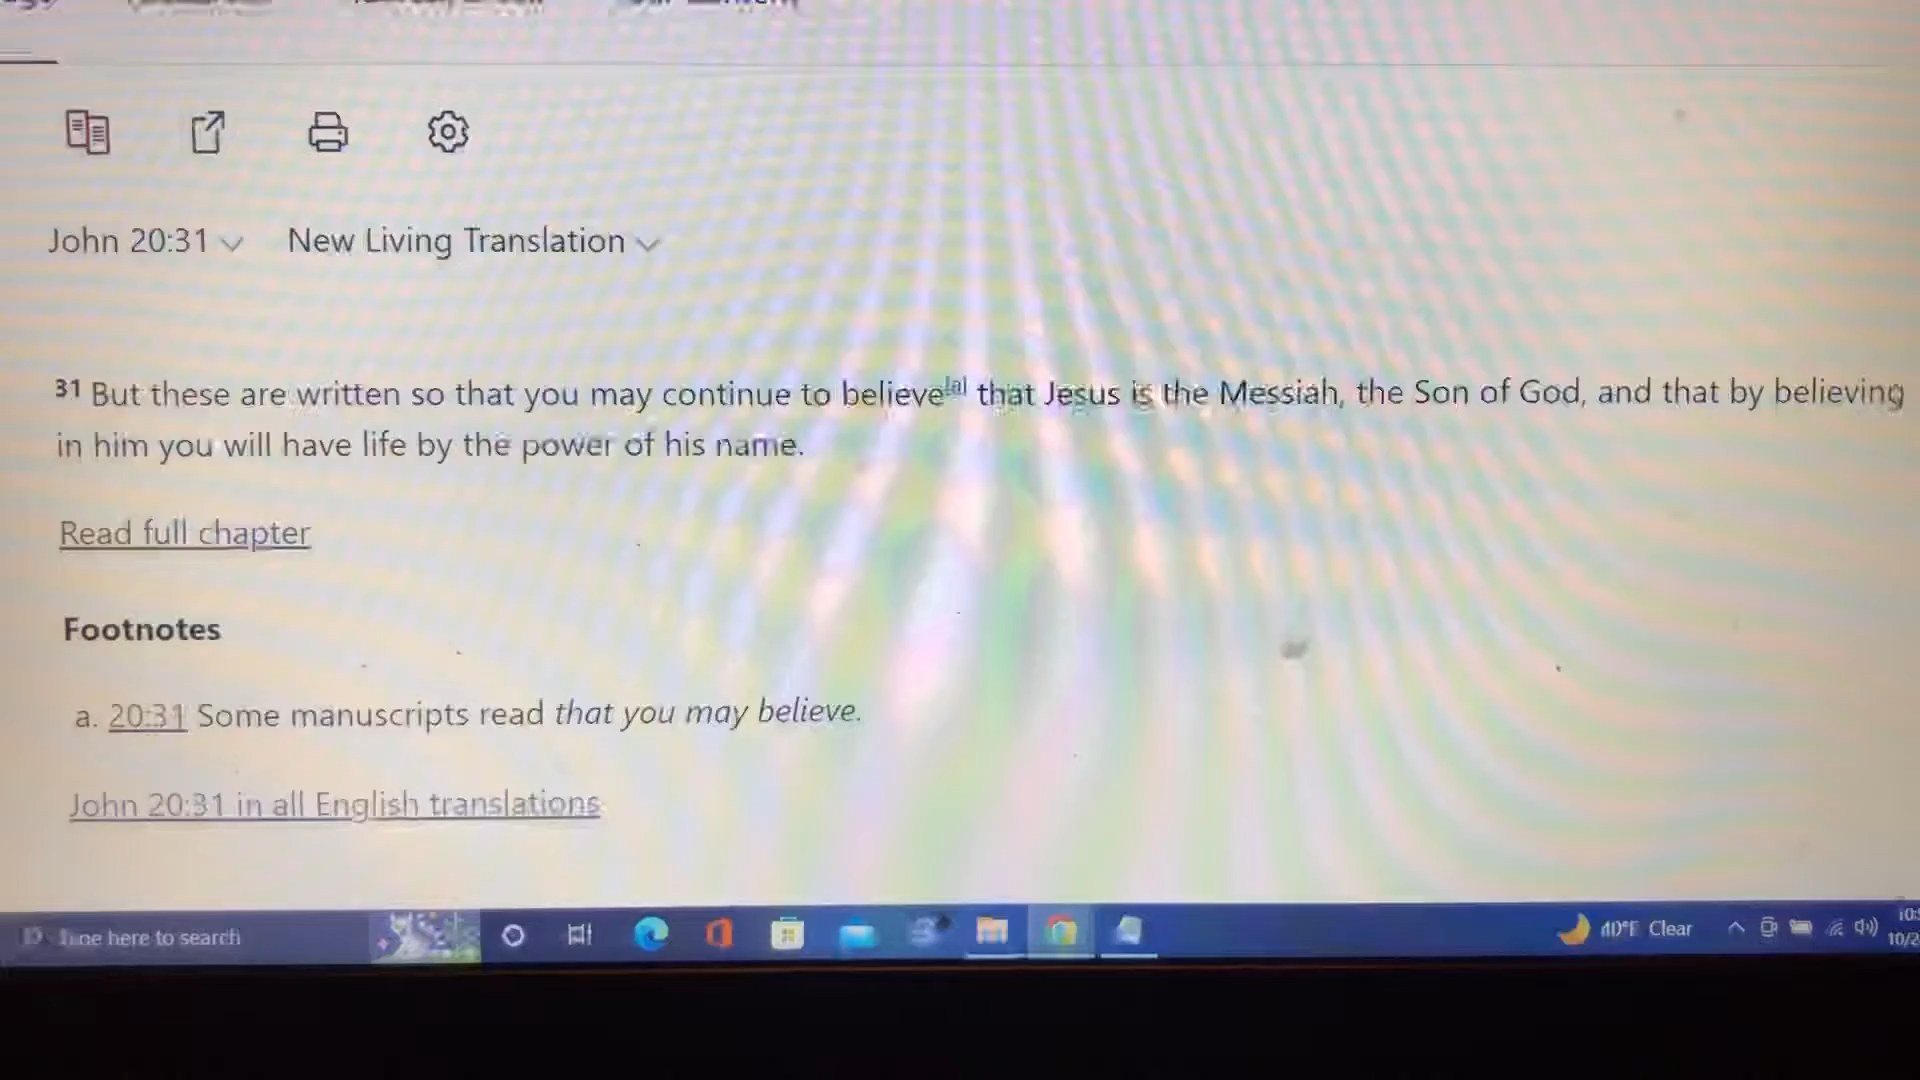 John 20:31 New Living Translation
31 But these are written so that you may continue to believe[a] that Jesus is the Messiah, the Son of God, and that by believing
in him you will have life by the power of his name.
Read full chapter
Footnotes
a. 20:31 Some manuscripts read that you may believe.
John 20:31 in all English translations
Type here to search
40°F Clear